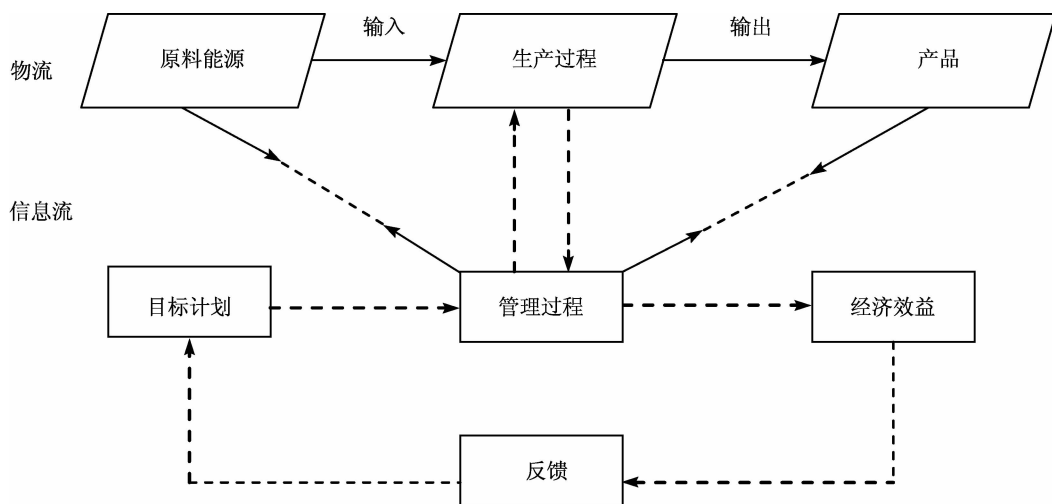 输入
输出
物流
原料能源
生产过程
产品
信息流
目标计划
管理过程
经济效益
反馈